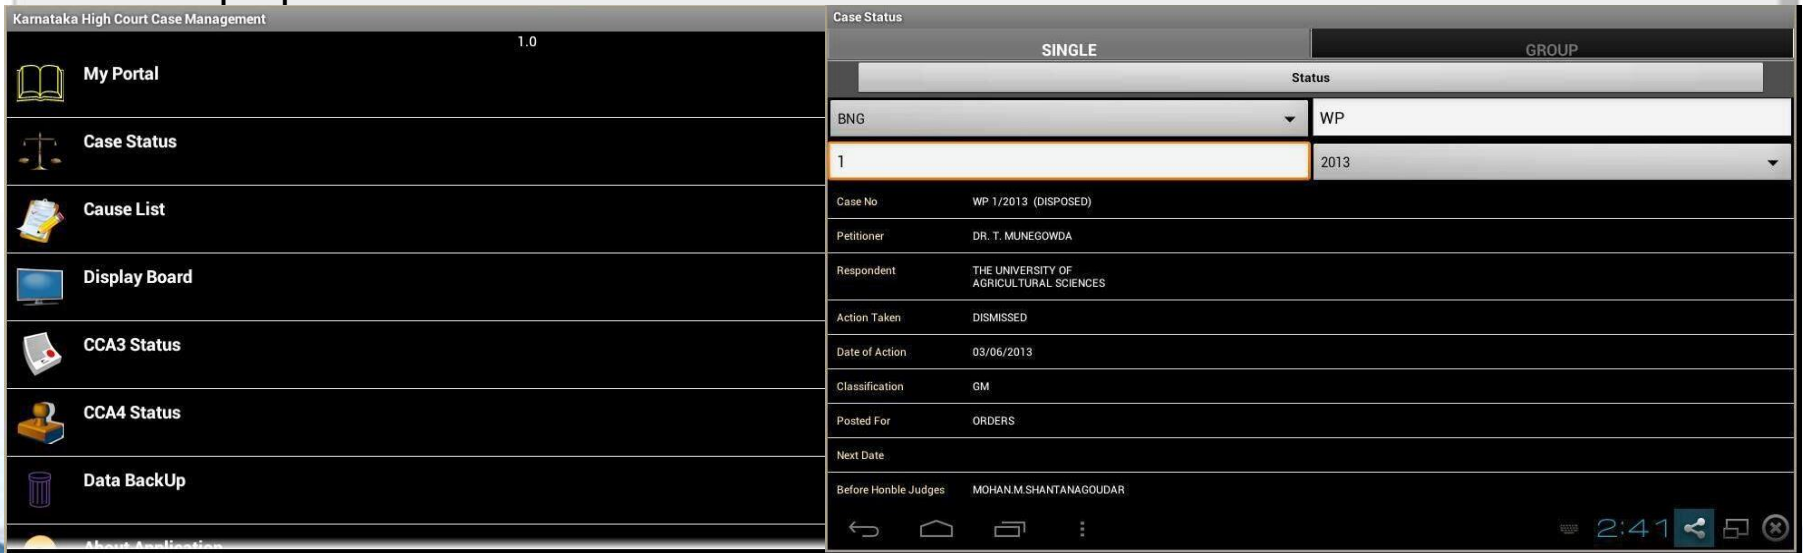 Karnataka High Court Case Management
1.0
My Portal
Case Status
Cause List
Display Board
CCA3 Status
CCA4 Status
Data BackUp
About Application
Case Status
SINGLE GROUP
Status
BNG WP
1 2013
Case No WP 1/2013 (DISPOSED)
Petitioner DR. T. MUNEGOWDA
Respondent THE UNIVERSITY OF
AGRICULTURAL SCIENCES
Action Taken DISMISSED
Date of Action 03/06/2013
Classification GM
Posted For ORDERS
Next Date
Before Honble Judges MOHAN.M.SHANTANAGOUDAR
2:41